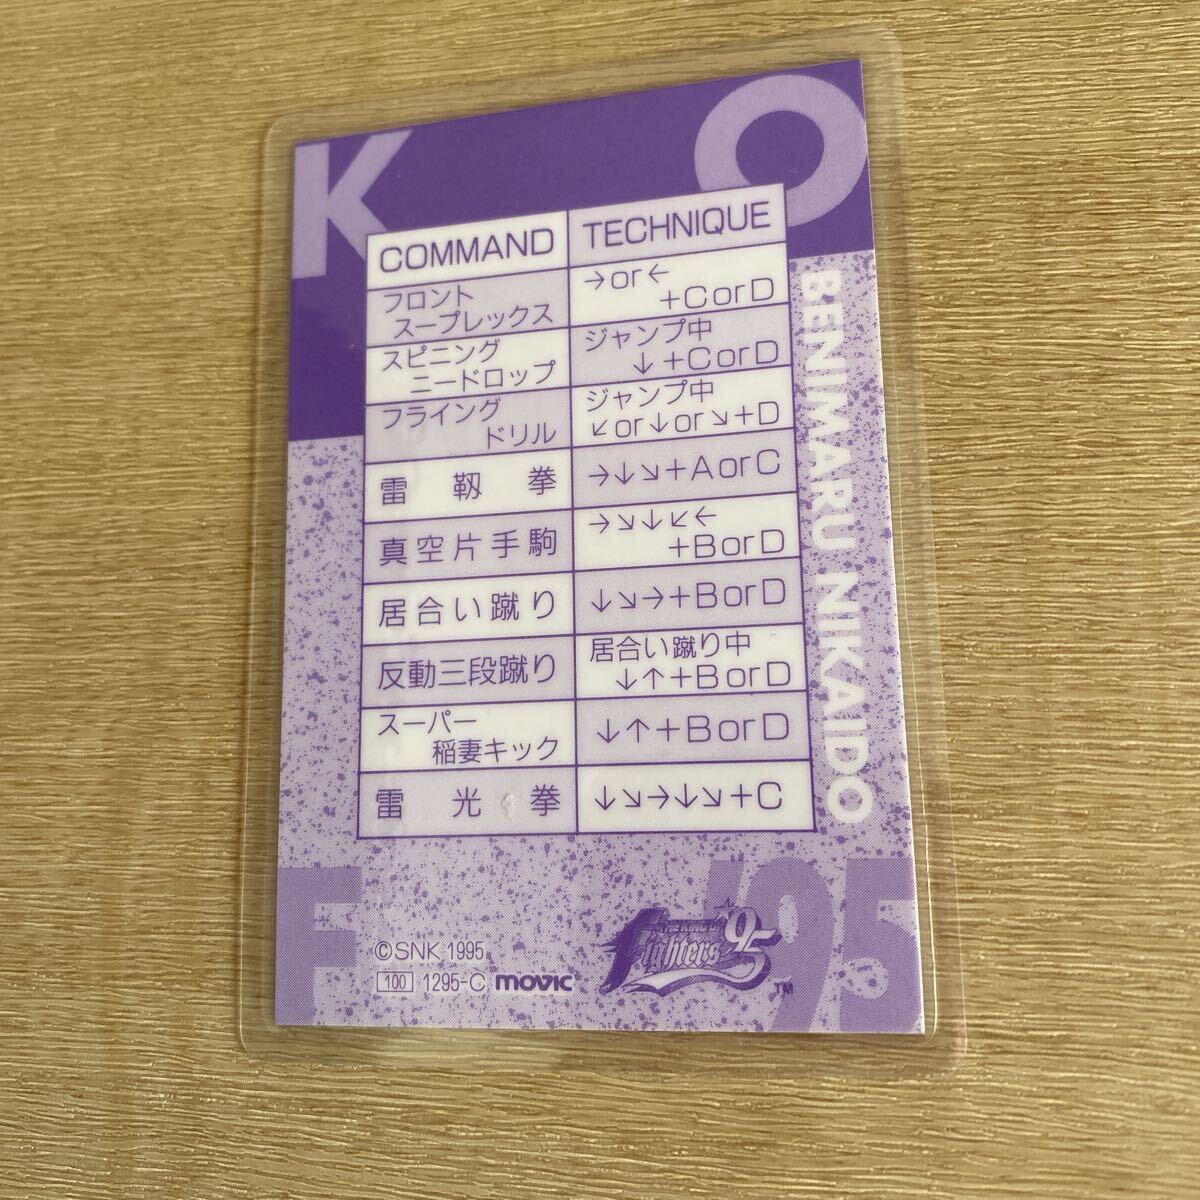 K O
COMMAND TECHNIQUE
フロント
スープレックス
→or←
+CorD
スピニング
ニードロップ
ジャンプ中
↓+CorD
フライング
ドリル
ジャンプ中
↙or↓or↘+D
雷靱拳 →↓↘+AorC
真空片手駒
→↘↓↙←
+BorD
居合い蹴り ↓↘→+BorD
反動三段蹴り
居合い蹴り中
↓↑+BorD
スーパー
稲妻キック
↓↑+BorD
雷光拳 ↓↘→↓↘+C
BENIMARU NIKAIDO
F '95
©SNK 1995
100 1295-C movic
THE KING OF
Fighters '95
TM